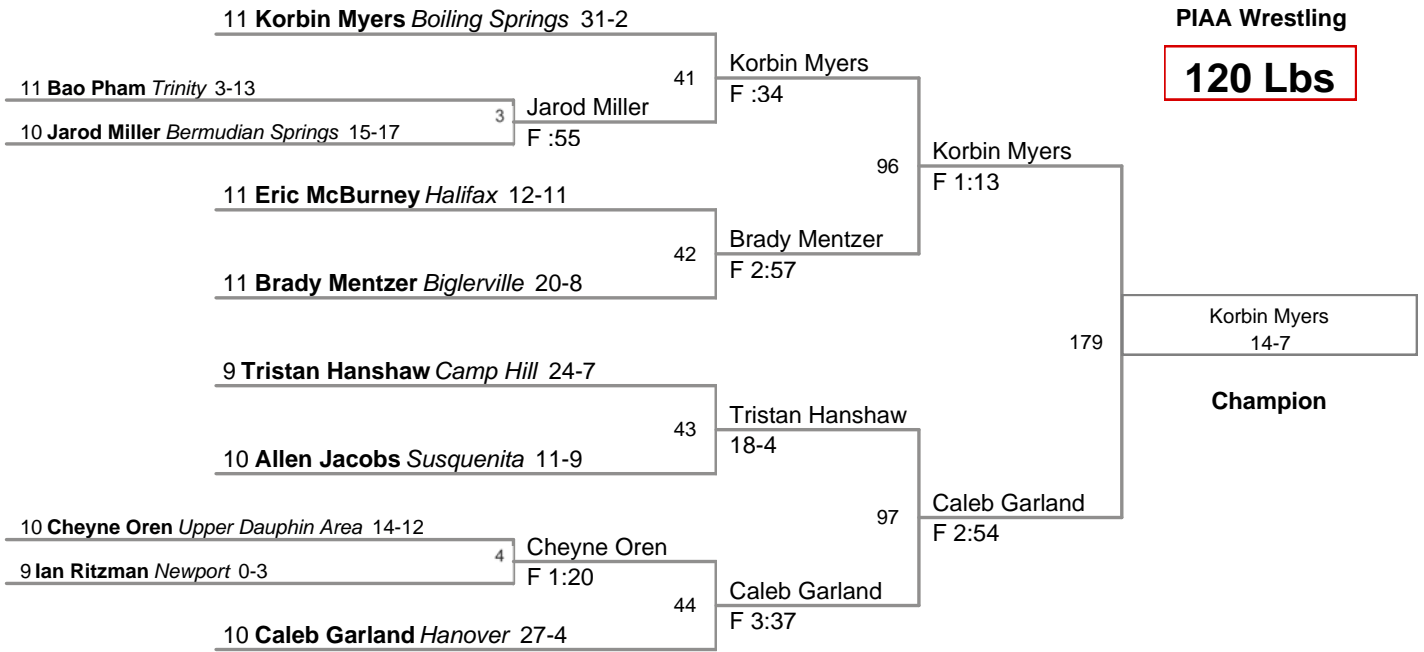 11 Korbin Myers Boiling Springs 31-2
PIAA Wrestling
120 Lbs
41
Korbin Myers
F :34
11 Bao Pham Trinity 3-13
3
Jarod Miller
F :55
10 Jarod Miller Bermudian Springs 15-17
96
Korbin Myers
F 1:13
11 Eric McBurney Halifax 12-11
42
Brady Mentzer
F 2:57
11 Brady Mentzer Biglerville 20-8
179
Korbin Myers
14-7
Champion
9 Tristan Hanshaw Camp Hill 24-7
43
Tristan Hanshaw
18-4
10 Allen Jacobs Susquenita 11-9
97
Caleb Garland
F 2:54
10 Cheyne Oren Upper Dauphin Area 14-12
4
Cheyne Oren
F 1:20
9 Ian Ritzman Newport 0-3
44
Caleb Garland
F 3:37
10 Caleb Garland Hanover 27-4